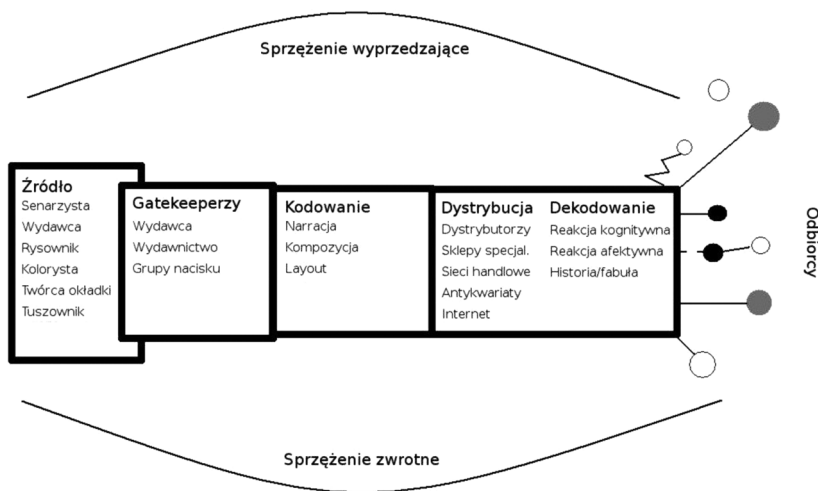 Sprzężenie wyprzedzające
Źródło
Senarzysta
Wydawca
Rysownik
Kolorysta
Twórca okładki
Tuszownik
Gatekeeperzy
Wydawca
Wydawnictwo
Grupy nacisku
Kodowanie
Narracja
Kompozycja
Layout
Dystrybucja
Dystrybutorzy
Sklepy specjal.
Sieci handlowe
Antykwariaty
Internet
Dekodowanie
Reakcja kognitywna
Reakcja afektywna
Historia/fabuła
Odbiorcy
Sprzężenie zwrotne